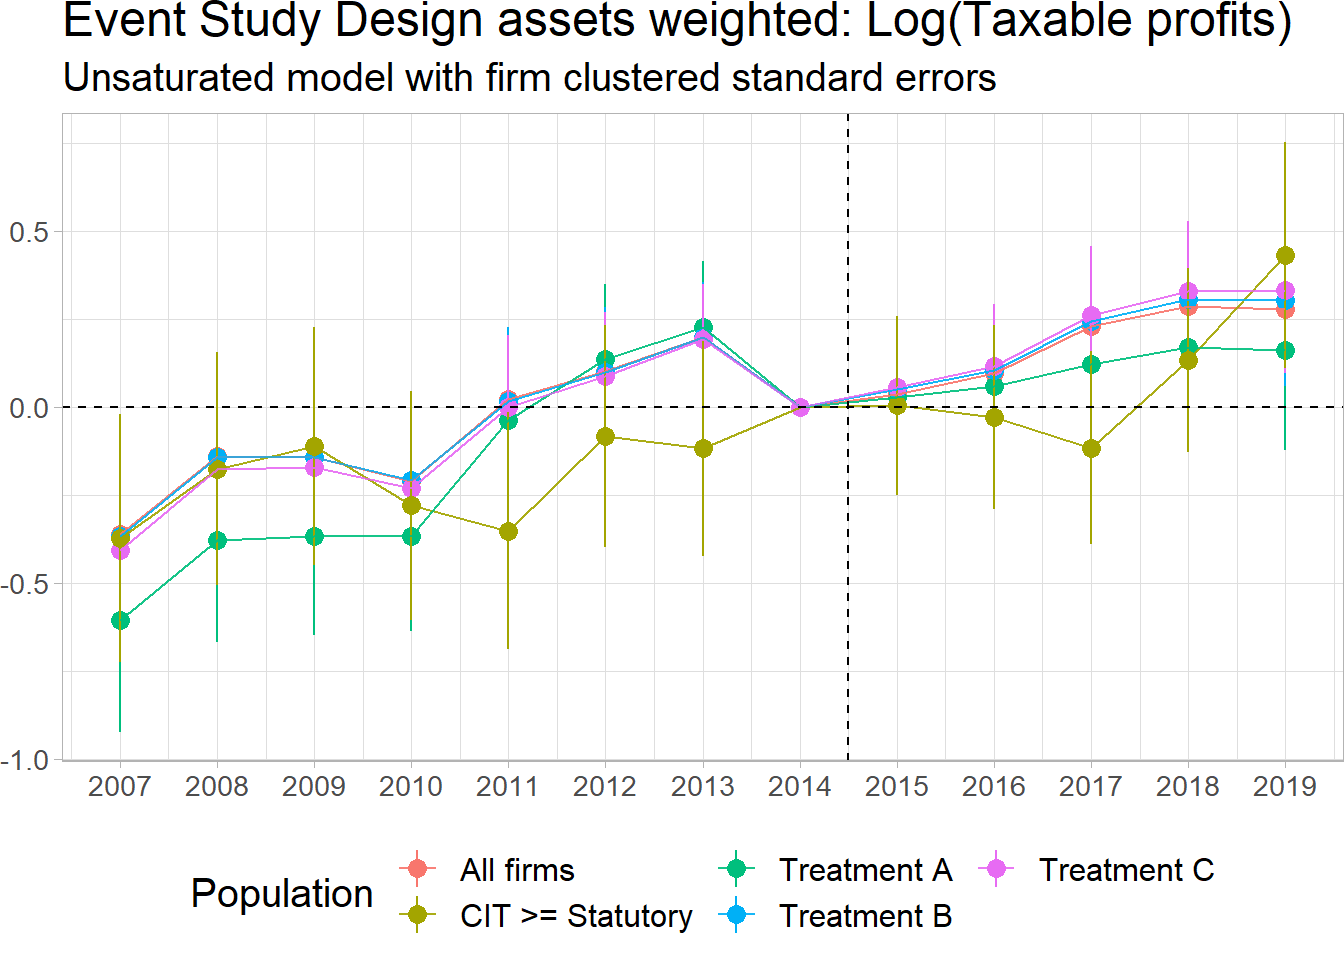 Event Study Design assets weighted: Log(Taxable profits)
Unsaturated model with firm clustered standard errors
0.5
0.0
-0.5
-1.0
2007 2008 2009 2010 2011 2012 2013 2014 2015 2016 2017 2018 2019
Population
All firms Treatment A Treatment C
CIT >= Statutory Treatment B